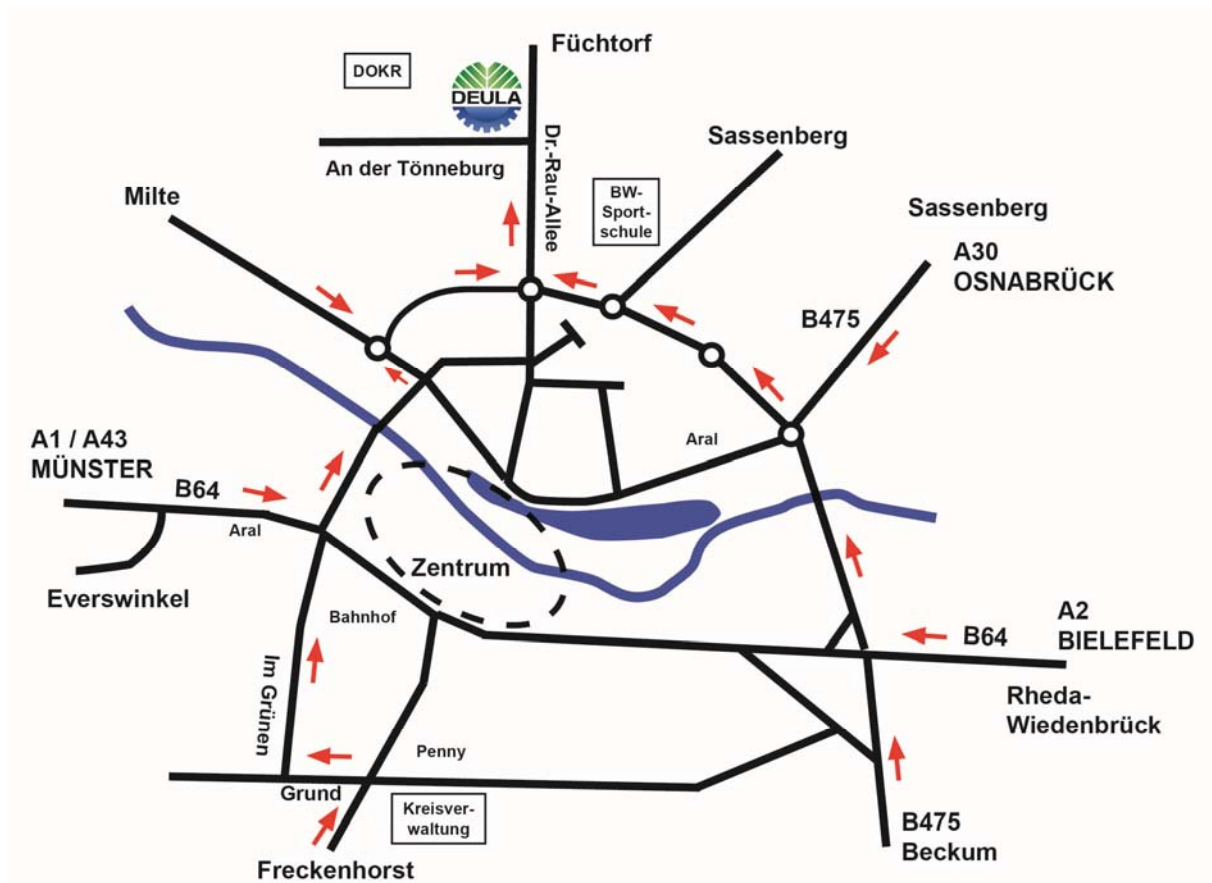 Füchtorf
DOKR
DEULA
Dr.-Rau-Allee
Sassenberg
An der Tönneburg
BW-
Sport-
schule
Milte
Sassenberg
A30
OSNABRÜCK
B475
A1 / A43
MÜNSTER
Aral
B64
Aral
Zentrum
Everswinkel
Bahnhof
A2
B64
BIELEFELD
Im Grünen
Rheda-
Wiedenbrück
Penny
Grund
Kreisver-
waltung
B475
Beckum
Freckenhorst